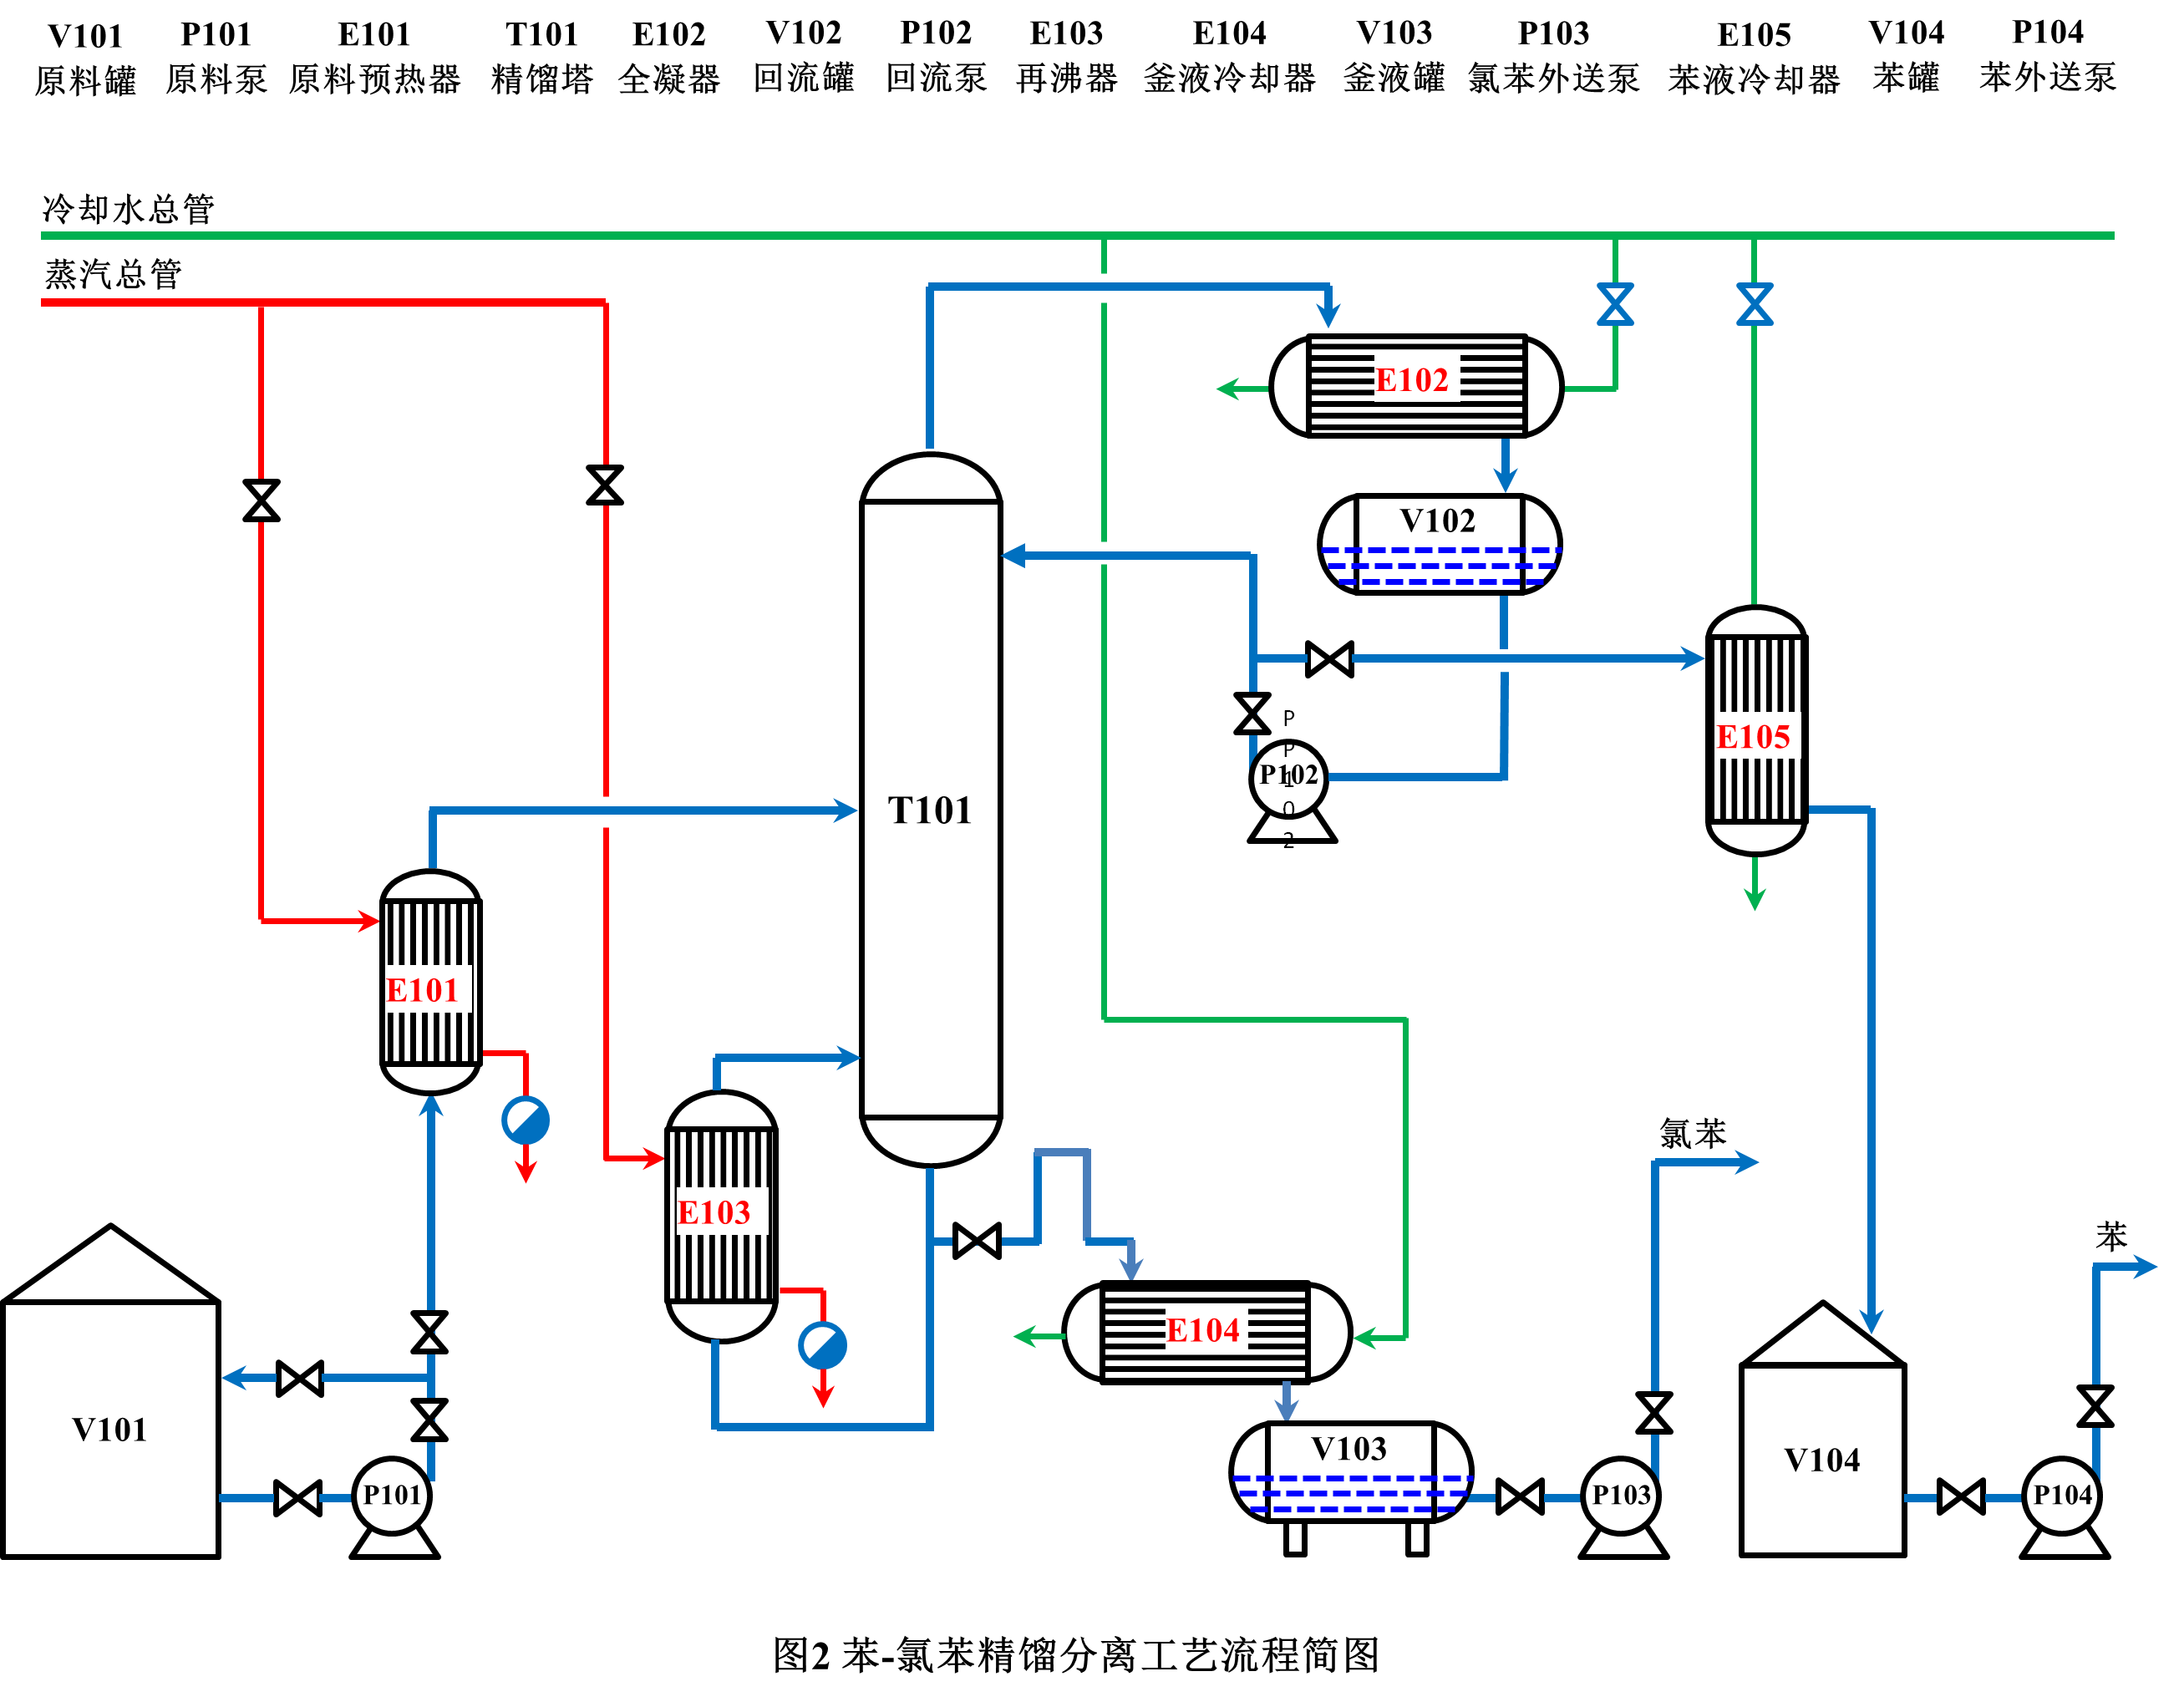 V101 P101 E101 T101 E102 V102 P102 E103 E104 V103 P103 E105 V104 P104
原料罐 原料泵 原料预热器 精馏塔 全凝器 回流罐 回流泵 再沸器 釜液冷却器 釜液罐 氯苯外送泵 苯液冷却器 苯罐 苯外送泵
冷却水总管
蒸汽总管
E102
V102
P
P
P102
1
0
2
E105
T101
E101
E103
氯苯
苯
E104
V101
V103
V104
P101
P103
P104
图2 苯-氯苯精馏分离工艺流程简图